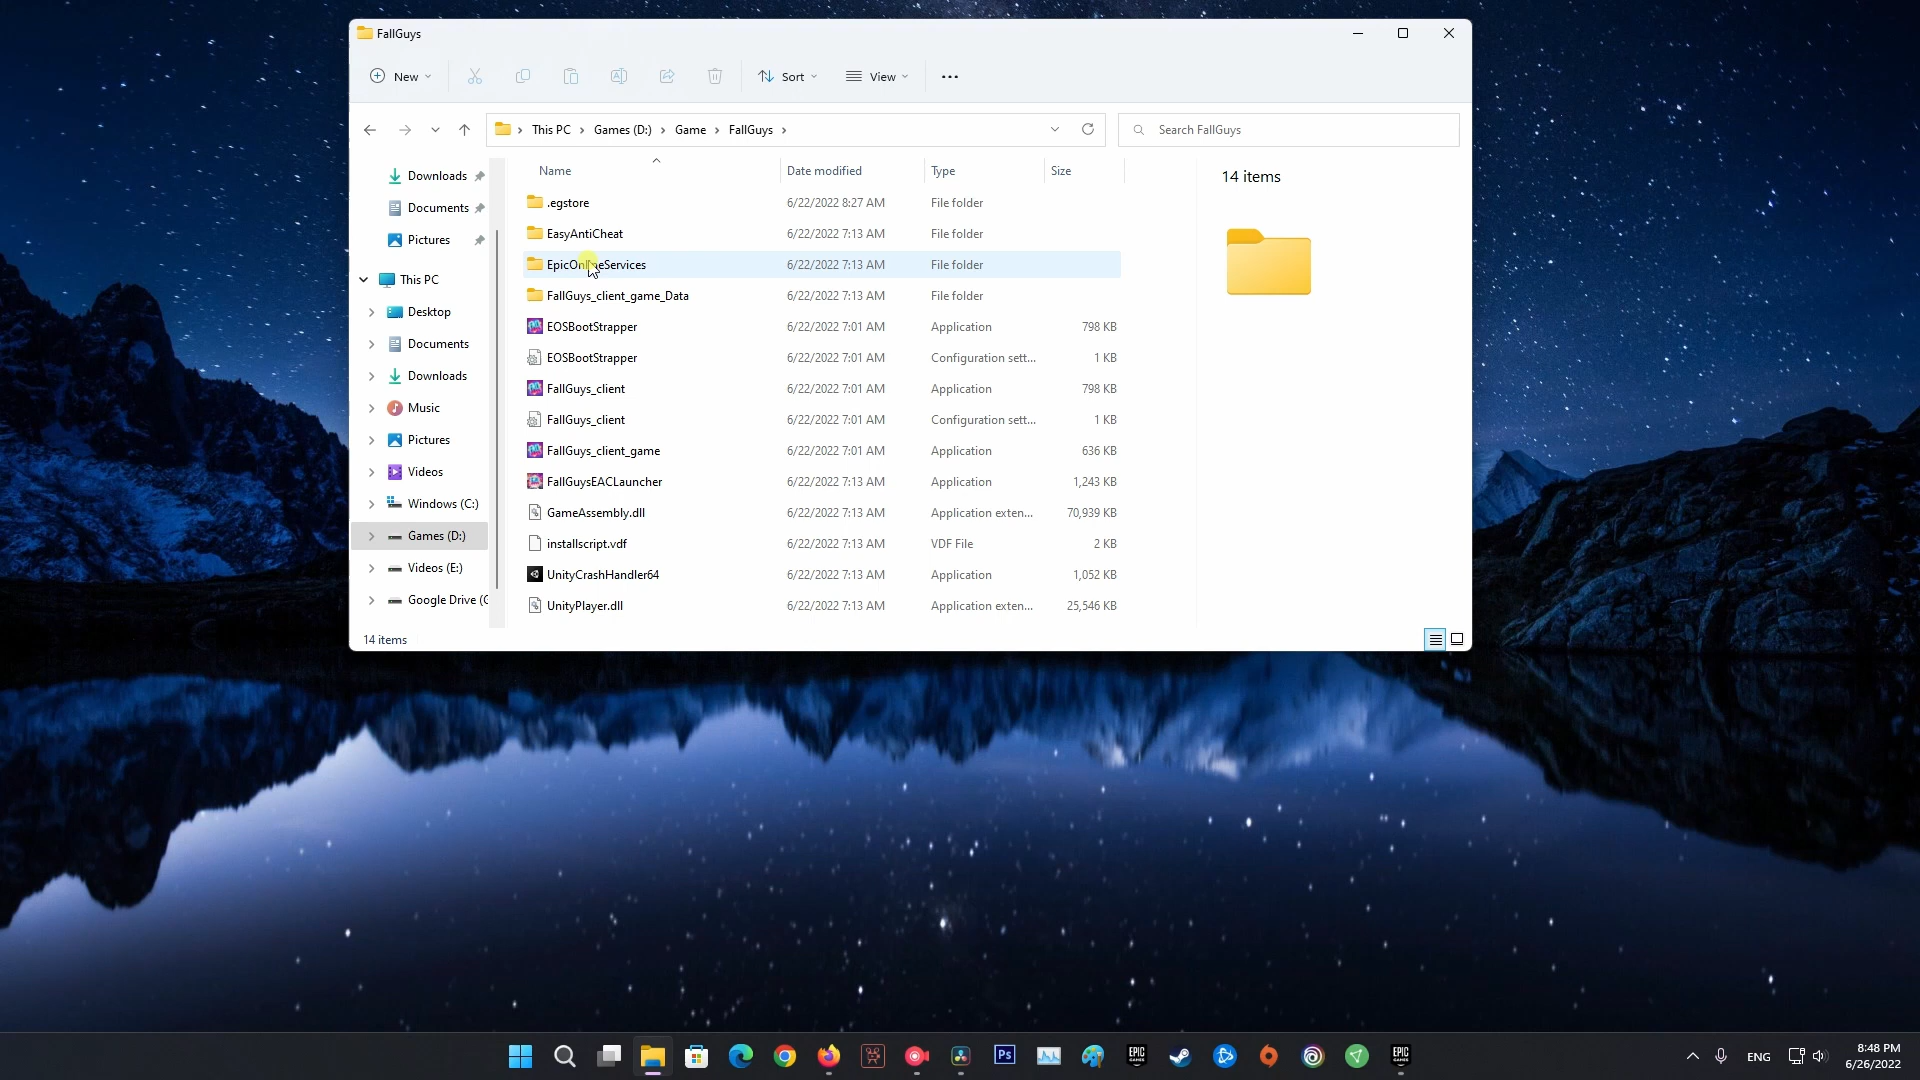 FallGuys
New
Sort
View
This PC > Games (D:) > Game > FallGuys >
Search FallGuys
Downloads
Documents
Pictures
This PC
Desktop
Documents
Downloads
Music
Pictures
Videos
Windows (C:)
Games (D:)
Videos (E:)
Google Drive (G
Name Date modified Type Size
.egstore 6/22/2022 8:27 AM File folder
EasyAntiCheat 6/22/2022 7:13 AM File folder
EpicOnlineServices 6/22/2022 7:13 AM File folder
FallGuys_client_game_Data 6/22/2022 7:13 AM File folder
EOSBootStrapper 6/22/2022 7:01 AM Application 798 KB
EOSBootStrapper 6/22/2022 7:01 AM Configuration sett... 1 KB
FallGuys_client 6/22/2022 7:01 AM Application 798 KB
FallGuys_client 6/22/2022 7:01 AM Configuration sett... 1 KB
FallGuys_client_game 6/22/2022 7:01 AM Application 636 KB
FallGuysEACLauncher 6/22/2022 7:13 AM Application 1,243 KB
GameAssembly.dll 6/22/2022 7:13 AM Application exten... 70,939 KB
installscript.vdf 6/22/2022 7:13 AM VDF File 2 KB
UnityCrashHandler64 6/22/2022 7:13 AM Application 1,052 KB
UnityPlayer.dll 6/22/2022 7:13 AM Application exten... 25,546 KB
14 items
14 items
Ps
EPIC
GAMES
EPIC
GAMES
ENG
8:48 PM
6/26/2022